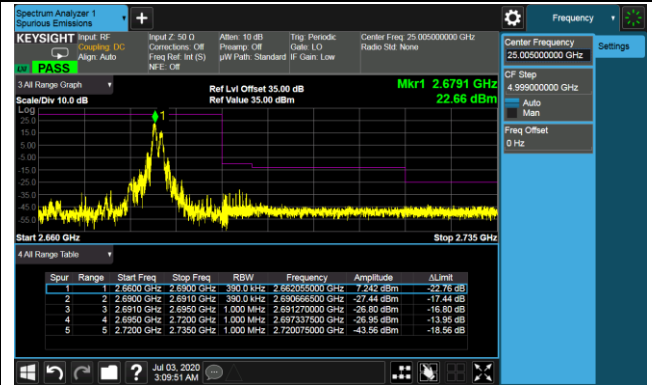 Spectrum Analyzer 1
Spurious Emissions
Frequency
KEYSIGHT
Input: RF
Coupling: DC
Align: Auto
Input Z: 50 Ω
Corrections: Off
Freq Ref: Int (S)
NFE: Off
Atten: 10 dB
Preamp: Off
µW Path: Standard
Trig: Periodic
Gate: LO
IF Gain: Low
Center Freq: 25.005000000 GHz
Radio Std: None
PASS
Center Frequency
25.005000000 GHz
Settings
CF Step
4.999000000 GHz
Auto
Man
Freq Offset
0 Hz
3 All Range Graph
Scale/Div 10.0 dB
Ref Lvl Offset 35.00 dB
Ref Value 35.00 dBm
Mkr1 2.6791 GHz
22.66 dBm
Log
25.0
15.0
5.00
-5.00
-15.0
-25.0
-35.0
-45.0
-55.0
1
Start 2.660 GHz
Stop 2.735 GHz
4 All Range Table
Spur Range Start Freq Stop Freq RBW Frequency Amplitude ΔLimit
1 1 2.6600 GHz 2.6900 GHz 390.0 kHz 2.662055000 GHz 7.242 dBm -22.76 dB
2 2 2.6900 GHz 2.6910 GHz 390.0 kHz 2.690666500 GHz -27.44 dBm -17.44 dB
3 3 2.6910 GHz 2.6950 GHz 1.000 MHz 2.691270000 GHz -26.80 dBm -16.80 dB
4 4 2.6950 GHz 2.7200 GHz 1.000 MHz 2.697337500 GHz -26.95 dBm -13.95 dB
5 5 2.7200 GHz 2.7350 GHz 1.000 MHz 2.720075000 GHz -43.56 dBm -18.56 dB
?
Jul 03, 2020
3:09:51 AM